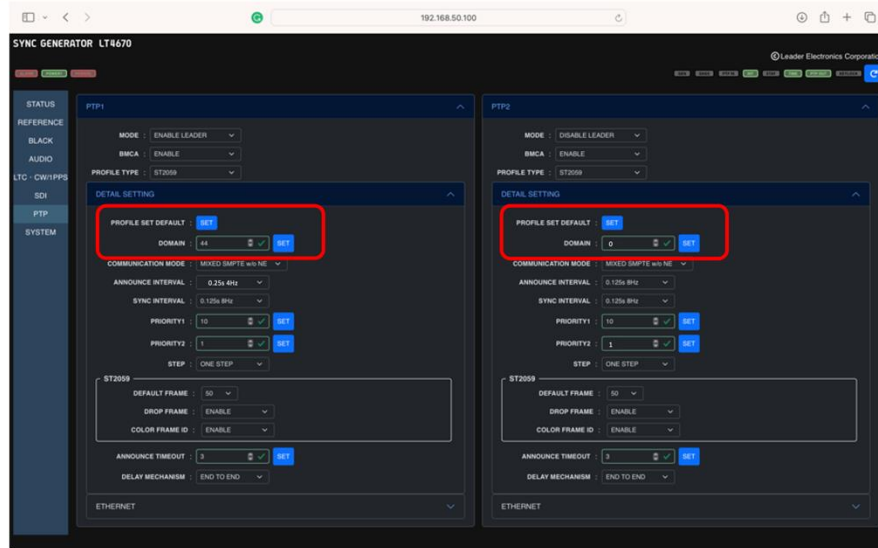 192.168.50.100
SYNC GENERATOR LT4670
©Leader Electronics Corporatio
STATUS
REFERENCE
BLACK
AUDIO
LTC - CW/1PPS
SDI
PTP
SYSTEM
PTP1
MODE : ENABLE LEADER
BMCA : ENABLE
PROFILE TYPE : ST2059
DETAIL SETTING
PROFILE SET DEFAULT : SET
DOMAIN : 44 SET
COMMUNICATION MODE : MIXED SMPTE w/o NE
ANNOUNCE INTERVAL : 0.25s 4Hz
SYNC INTERVAL : 0.125s 8Hz
PRIORITY1 : 10 SET
PRIORITY2 : 1 SET
STEP : ONE STEP
ST2059
DEFAULT FRAME : 50
DROP FRAME : ENABLE
COLOR FRAME ID : ENABLE
ANNOUNCE TIMEOUT : 3 SET
DELAY MECHANISM : END TO END
ETHERNET
PTP2
MODE : DISABLE LEADER
BMCA : ENABLE
PROFILE TYPE : ST2059
DETAIL SETTING
PROFILE SET DEFAULT : SET
DOMAIN : 0 SET
COMMUNICATION MODE : MIXED SMPTE w/o NE
ANNOUNCE INTERVAL : 0.125s 8Hz
SYNC INTERVAL : 0.125s 8Hz
PRIORITY1 : 10 SET
PRIORITY2 : 1 SET
STEP : ONE STEP
ST2059
DEFAULT FRAME : 50
DROP FRAME : ENABLE
COLOR FRAME ID : ENABLE
ANNOUNCE TIMEOUT : 3 SET
DELAY MECHANISM : END TO END
ETHERNET